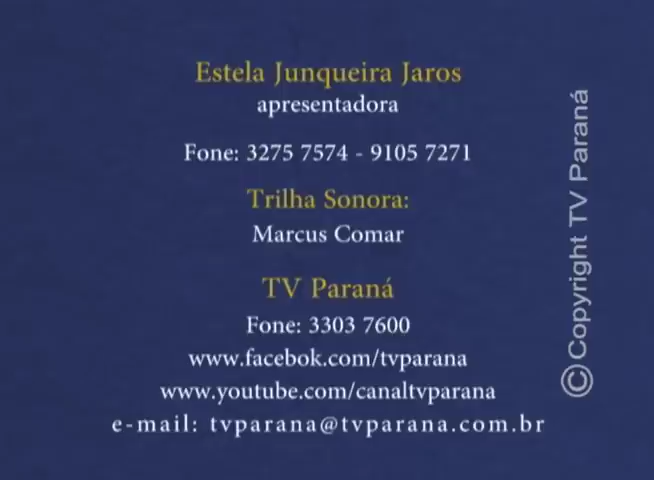 Estela Junqueira Jaros
apresentadora
Fone: 3275 7574 - 9105 7271
Trilha Sonora:
Marcus Comar
TV Paraná
Fone: 3303 7600
www.facebok.com/tvparana
www.youtube.com/canaltvparana
e-mail: tvparana@tvparana.com.br
© Copyright TV Paraná